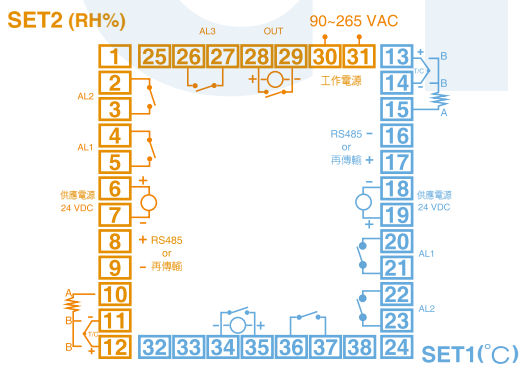 SET2 (RH%)
AL3
OUT
90~265 VAC
1
25 26 27 28 29 30 31
13
+ B
2
+ -
工作電源
14
T/C
- B
AL2
3
15
A
4
RS485 -
16
AL1
or
5
再傳輸 +
17
6
+
-
18
供應電源
24 VDC
供應電源
24 VDC
7
-
+
19
8
+ RS485
20
or
AL1
9
- 再傳輸
21
A
10
22
AL2
B -
11
- +
23
T/C
B +
12
32 33 34 35 36 37 38
24
SET1(℃)